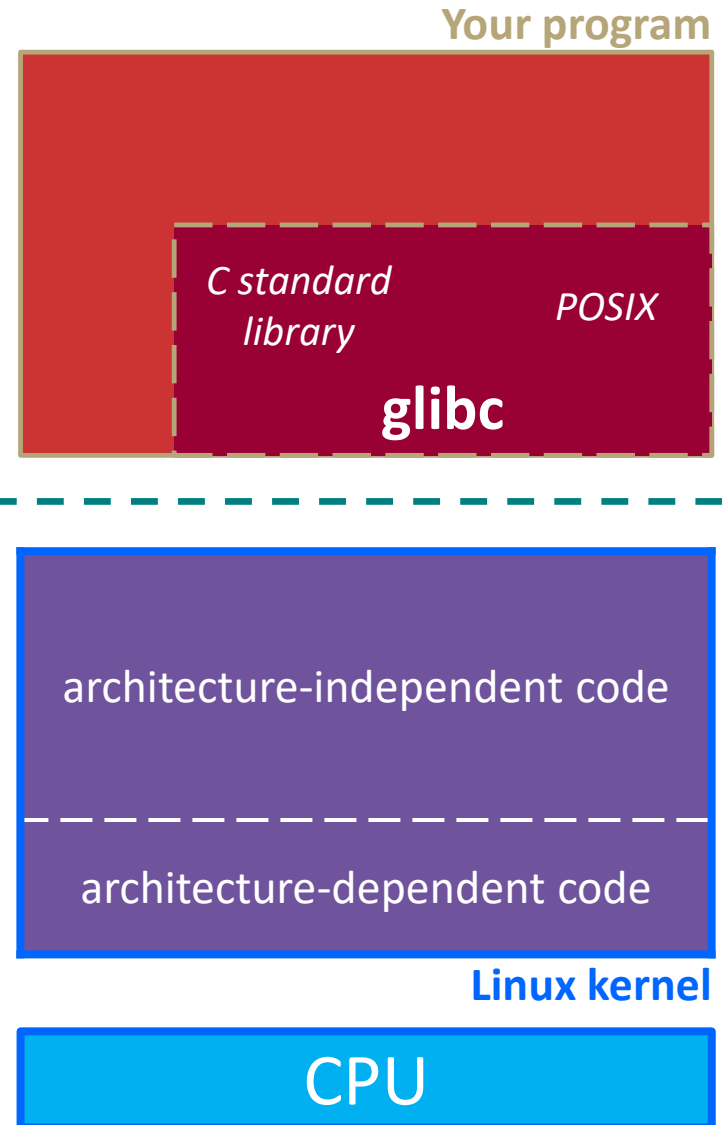 Your program
C standard
library
POSIX
glibc
architecture-independent code
architecture-dependent code
Linux kernel
CPU